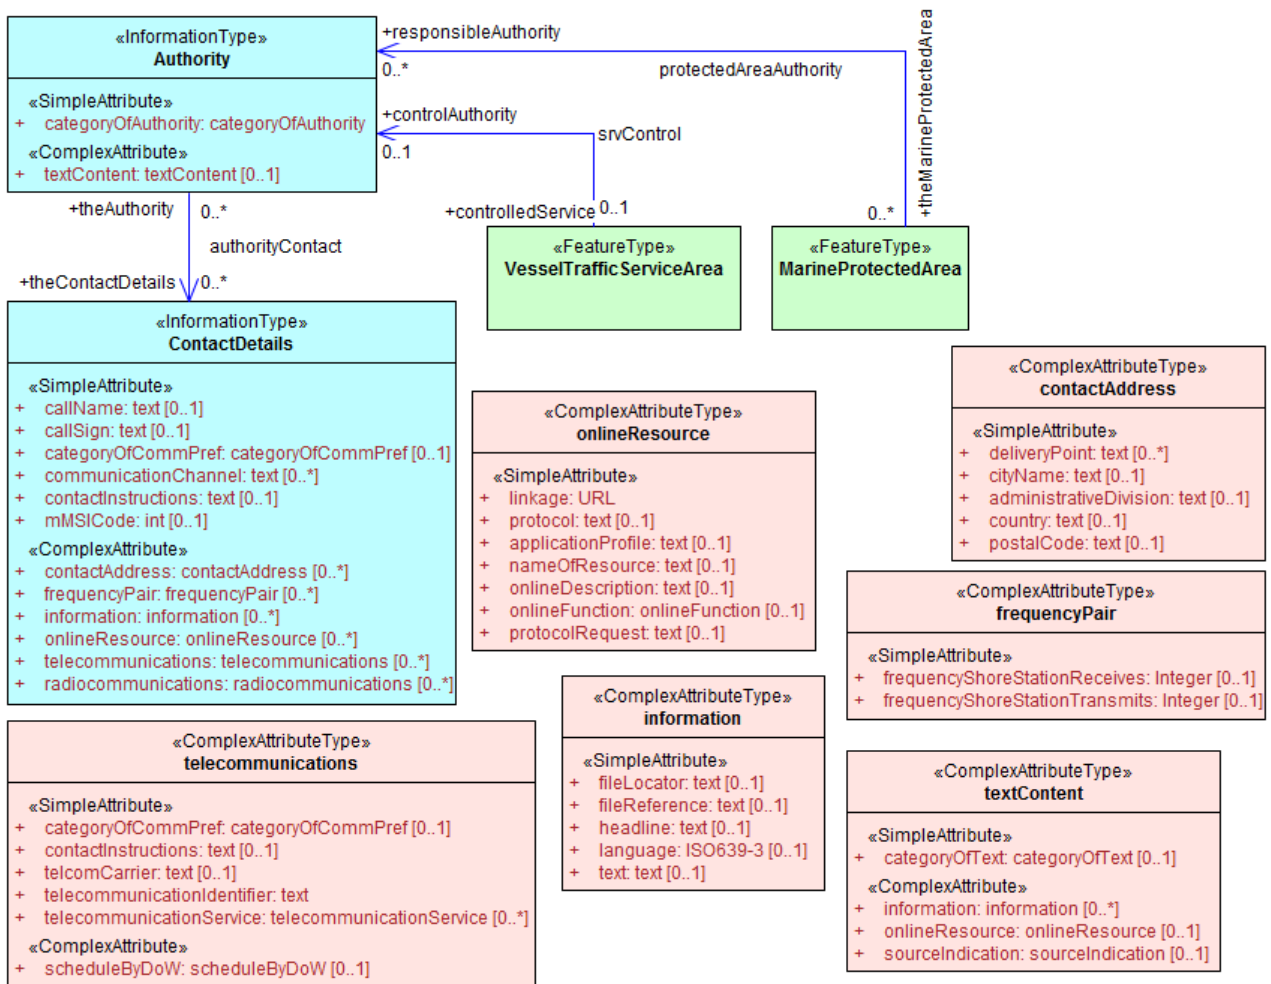 «InformationType»
Authority
«SimpleAttribute»
+ categoryOfAuthority: categoryOfAuthority
«ComplexAttribute»
+ textContent: textContent [0..1]
+responsibleAuthority
0..*
protectedAreaAuthority
+theMarineProtectedArea
0..*
+controlAuthority
0..1
srvControl
+controlledService 0..1
+theAuthority 0..*
authorityContact
+theContactDetails 0..*
«FeatureType»
VesselTrafficServiceArea
«FeatureType»
MarineProtectedArea
«InformationType»
ContactDetails
«SimpleAttribute»
+ callName: text [0..1]
+ callSign: text [0..1]
+ categoryOfCommPref: categoryOfCommPref [0..1]
+ communicationChannel: text [0..*]
+ contactInstructions: text [0..1]
+ mMSICode: int [0..1]
«ComplexAttribute»
+ contactAddress: contactAddress [0..*]
+ frequencyPair: frequencyPair [0..*]
+ information: information [0..*]
+ onlineResource: onlineResource [0..*]
+ telecommunications: telecommunications [0..*]
+ radiocommunications: radiocommunications [0..*]
«ComplexAttributeType»
onlineResource
«SimpleAttribute»
+ linkage: URL
+ protocol: text [0..1]
+ applicationProfile: text [0..1]
+ nameOfResource: text [0..1]
+ onlineDescription: text [0..1]
+ onlineFunction: onlineFunction [0..1]
+ protocolRequest: text [0..1]
«ComplexAttributeType»
contactAddress
«SimpleAttribute»
+ deliveryPoint: text [0..*]
+ cityName: text [0..1]
+ administrativeDivision: text [0..1]
+ country: text [0..1]
+ postalCode: text [0..1]
«ComplexAttributeType»
frequencyPair
«SimpleAttribute»
+ frequencyShoreStationReceives: Integer [0..1]
+ frequencyShoreStationTransmits: Integer [0..1]
«ComplexAttributeType»
information
«SimpleAttribute»
+ fileLocator: text [0..1]
+ fileReference: text [0..1]
+ headline: text [0..1]
+ language: ISO639-3 [0..1]
+ text: text [0..1]
«ComplexAttributeType»
telecommunications
«SimpleAttribute»
+ categoryOfCommPref: categoryOfCommPref [0..1]
+ contactInstructions: text [0..1]
+ telcomCarrier: text [0..1]
+ telecommunicationIdentifier: text
+ telecommunicationService: telecommunicationService [0..*]
«ComplexAttribute»
+ scheduleByDoW: scheduleByDoW [0..1]
«ComplexAttributeType»
textContent
«SimpleAttribute»
+ categoryOfText: categoryOfText [0..1]
«ComplexAttribute»
+ information: information [0..*]
+ onlineResource: onlineResource [0..1]
+ sourceIndication: sourceIndication [0..1]